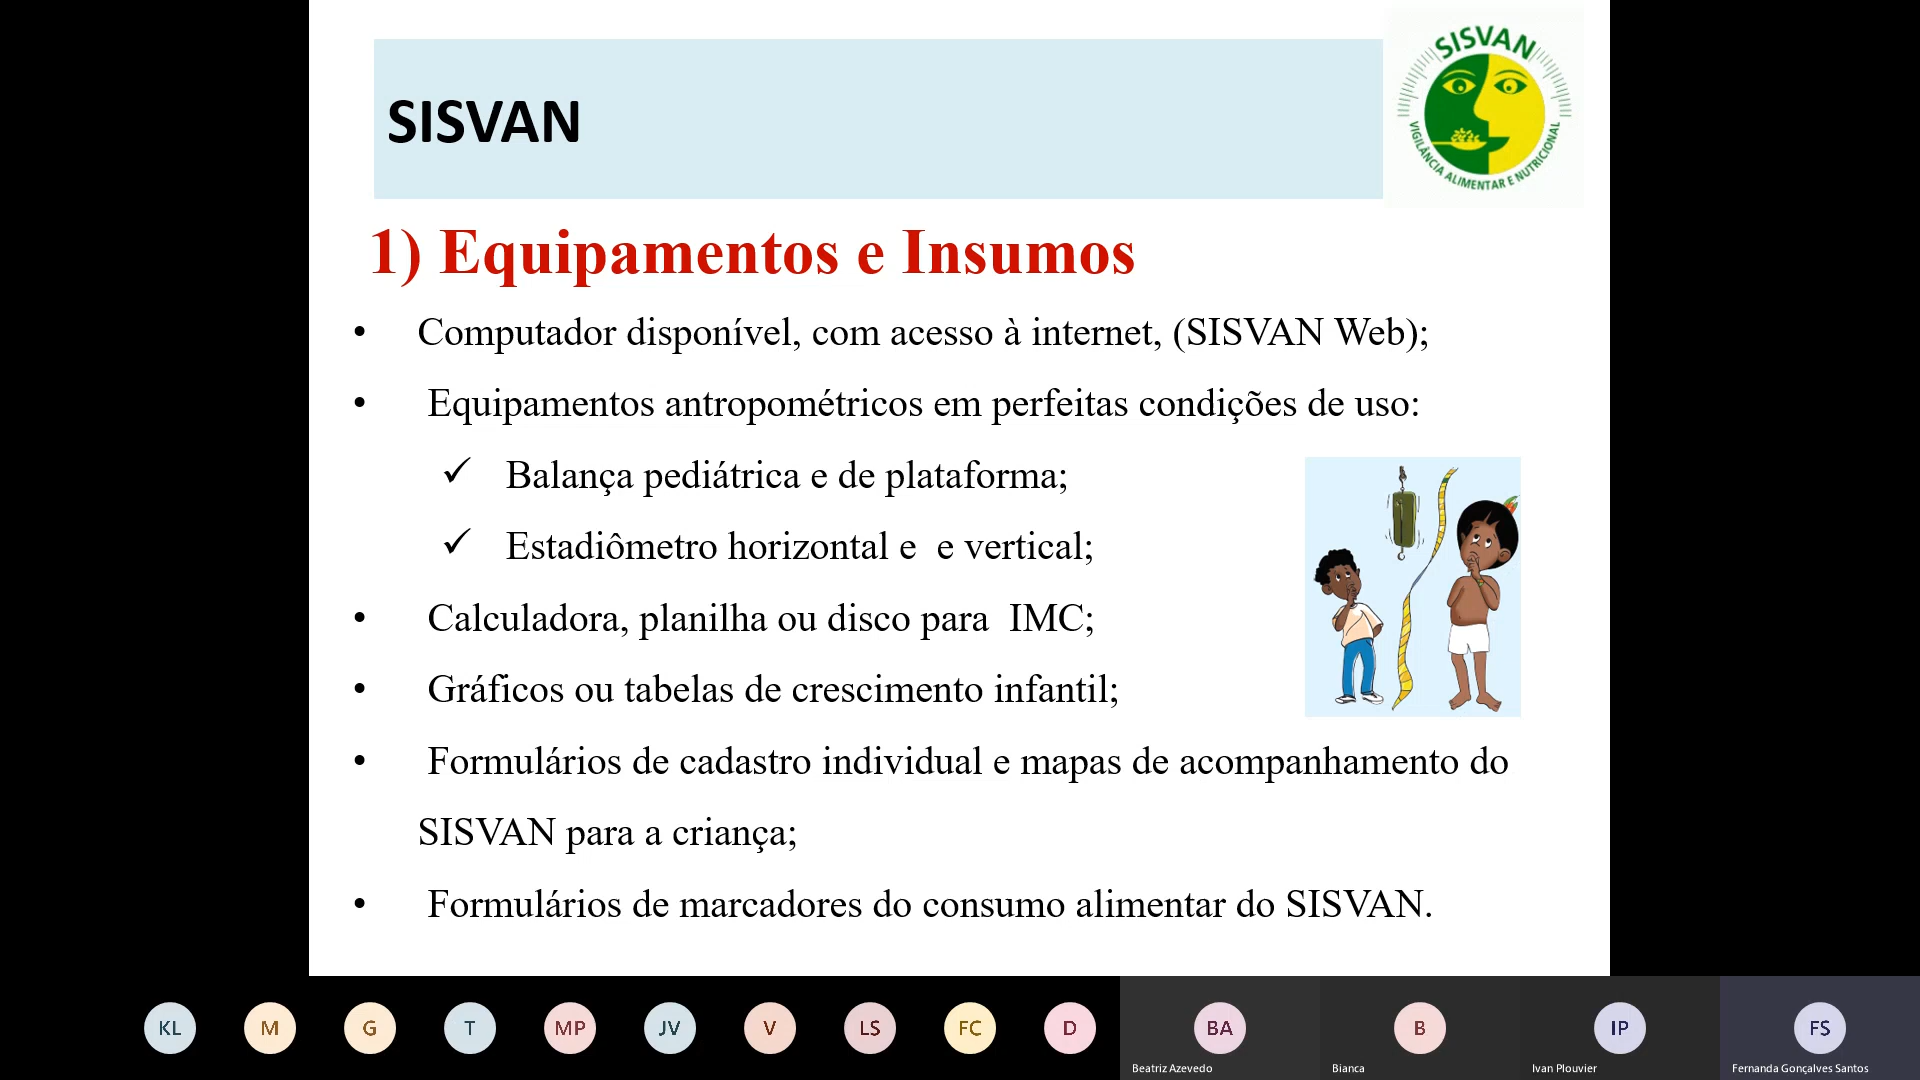 SISVAN
SISVAN
VIGILÂNCIA ALIMENTAR E NUTRICIONAL
1) Equipamentos e Insumos
• Computador disponível, com acesso à internet, (SISVAN Web);
• Equipamentos antropométricos em perfeitas condições de uso:
✓ Balança pediátrica e de plataforma;
✓ Estadiômetro horizontal e e vertical;
• Calculadora, planilha ou disco para IMC;
• Gráficos ou tabelas de crescimento infantil;
• Formulários de cadastro individual e mapas de acompanhamento do
SISVAN para a criança;
• Formulários de marcadores do consumo alimentar do SISVAN.
KL M G T MP JV V LS FC D BA B IP FS
Beatriz Azevedo Bianca Ivan Plouvier Fernanda Gonçalves Santos